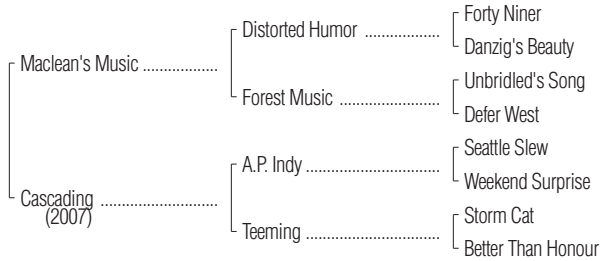 Maclean's Music ..................
Cascading ............................
(2007)
Distorted Humor ..................
Forest Music ........................
A.P. Indy ................................
Teeming ................................
Forty Niner
Danzig's Beauty
Unbridled's Song
Defer West
Seattle Slew
Weekend Surprise
Storm Cat
Better Than Honour